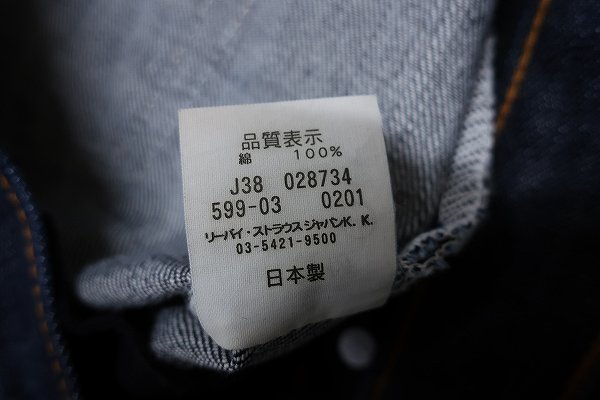 品質表示
綿 100%
J38 028734
599-03 0201
リーバイ・ストラウス ジャパンK. K.
03-5421-9500
日本製